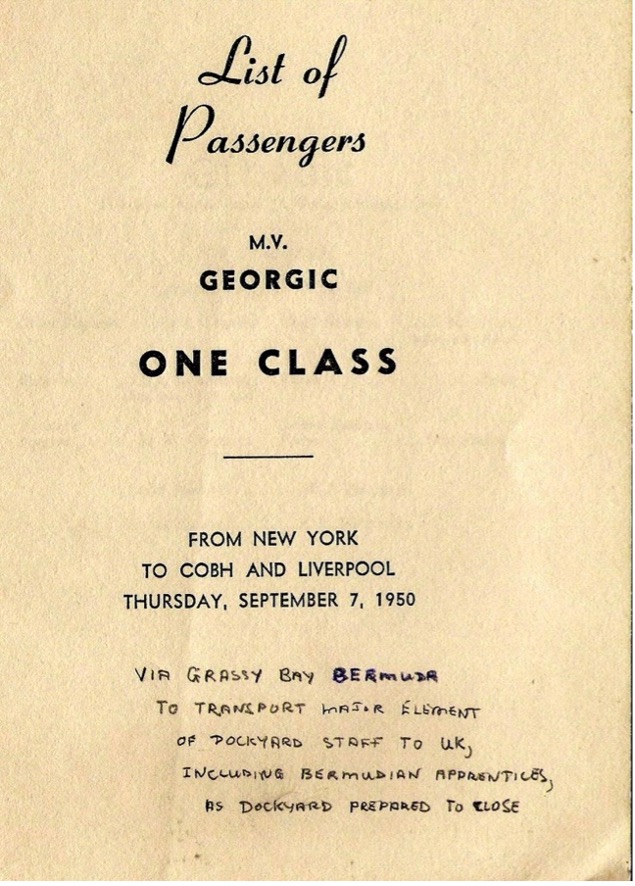 List of
Passengers
M.V.
GEORGIC
ONE CLASS
FROM NEW YORK
TO COBH AND LIVERPOOL
THURSDAY, SEPTEMBER 7, 1950
VIA GRASSY BAY BERMUDA
TO TRANSPORT MAJOR ELEMENT
OF DOCKYARD STAFF TO UK,
INCLUDING BERMUDIAN APPRENTICES,
AS DOCKYARD PREPARED TO CLOSE